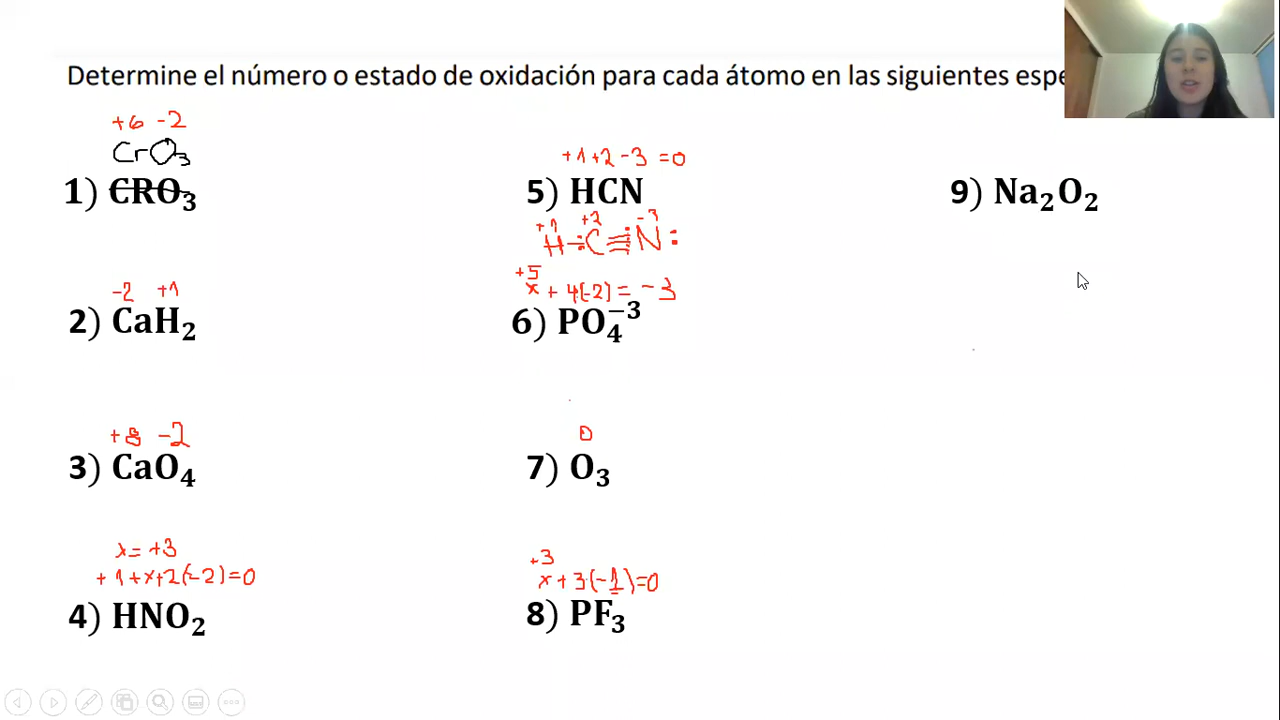 Determine el número o estado de oxidación para cada átomo en las siguientes espe
+6 -2
CrO3
1) CRO₃
-2 +1
2) CaH₂
+8 -2
3) CaO₄
x= +3
+1+x+2(-2)=0
4) HNO₂
+1+2-3 =0
5) HCN
+1 +2 -3
H-C≡N:
+5
x + 4(-2) = -3
6) PO₄⁻³
0
7) O₃
+3
x+3·(-1)=0
8) PF₃
9) Na₂O₂